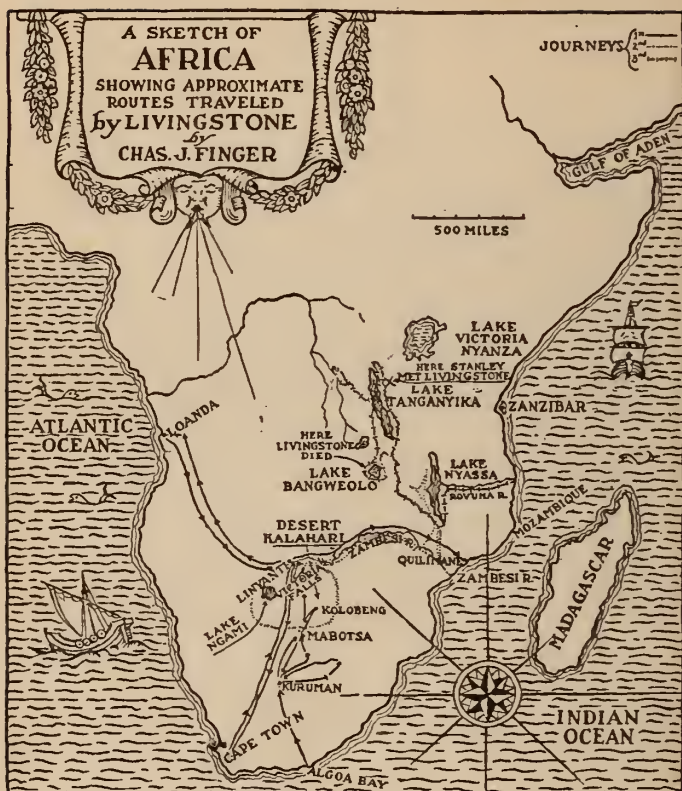 A SKETCH OF
AFRICA
SHOWING APPROXIMATE
ROUTES TRAVELED
by LIVINGSTONE
by
CHAS. J. FINGER
JOURNEYS
1st
2nd
3rd
GULF OF ADEN
500 MILES
LAKE
VICTORIA
NYANZA
HERE STANLEY
MET LIVINGSTONE
LAKE
TANGANYIKA
ZANZIBAR
LOANDA
ATLANTIC
OCEAN
HERE
LIVINGSTONE
DIED
LAKE
BANGWEOLO
LAKE
NYASSA
ROVUMA R.
MOZAMBIQUE
DESERT
KALAHARI
ZAMBESI R.
QUILIMANE
ZAMBESI R.
LINYANTI
VICTORIA
FALLS
LAKE
NGAMI
KOLOBENG
MABOTSA
KURUMAN
MADAGASCAR
CAPE TOWN
ALGOA BAY
INDIAN
OCEAN